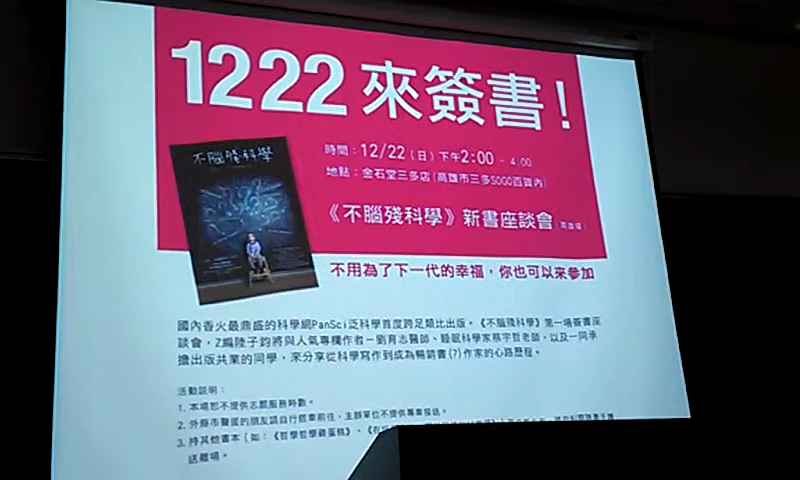 1222 來簽書！
時間：12/22（日）下午2:00 - 4:00
地點：金石堂三多店(高雄市三多SOGO百貨內)
不腦殘科學
《不腦殘科學》新書座談會（高雄場）
不用為了下一代的幸福，你也可以來參加
國內香火最鼎盛的科學網PanSci泛科學首度跨足類比出版。《不腦殘科學》第一場簽書座
談會，Z編陸子鈞將與人氣專欄作者－劉育志醫師、睡眠科學家蔡宇哲老師，以及一同承
擔出版共業的同學，來分享從科學寫作到成為暢銷書(?)作家的心路歷程。
活動說明：
1. 本場恕不提供志願服務時數。
2. 外縣市聲援的朋友請自行搭車前往，主辦單位不提供專車接送。
3. 持其他書本（如：《哲學哲學雞蛋糕》、《在
送離場。